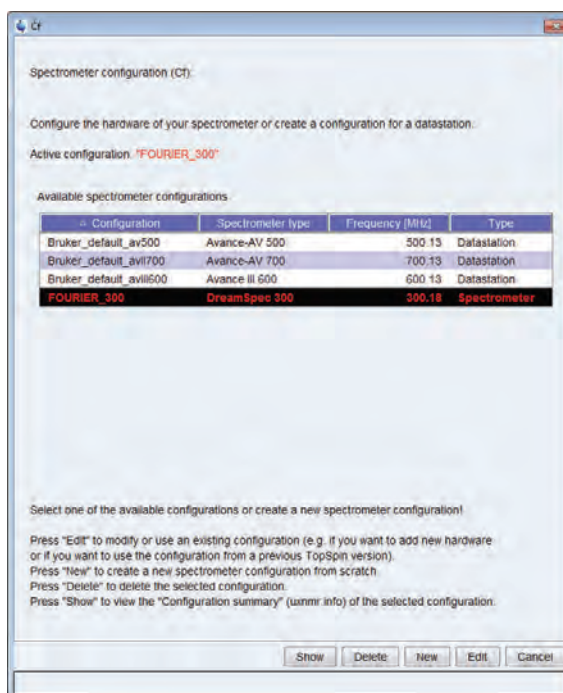 Cf
Spectrometer configuration (Cf):
Configure the hardware of your spectrometer or create a configuration for a datastation.
Active configuration "FOURIER_300"
Available spectrometer configurations
△ Configuration Spectrometer type Frequency [MHz] Type
Bruker_default_av500 Avance-AV 500 500.13 Datastation
Bruker_default_avII700 Avance-AV 700 700.13 Datastation
Bruker_default_avIII600 Avance III 600 600.13 Datastation
FOURIER_300 DreamSpec 300 300.18 Spectrometer
Select one of the available configurations or create a new spectrometer configuration!
Press "Edit" to modify or use an existing configuration (e.g. if you want to add new hardware
or if you want to use the configuration from a previous TopSpin version).
Press "New" to create a new spectrometer configuration from scratch.
Press "Delete" to delete the selected configuration.
Press "Show" to view the "Configuration summary" (uxnmr.info) of the selected configuration.
Show Delete New Edit Cancel